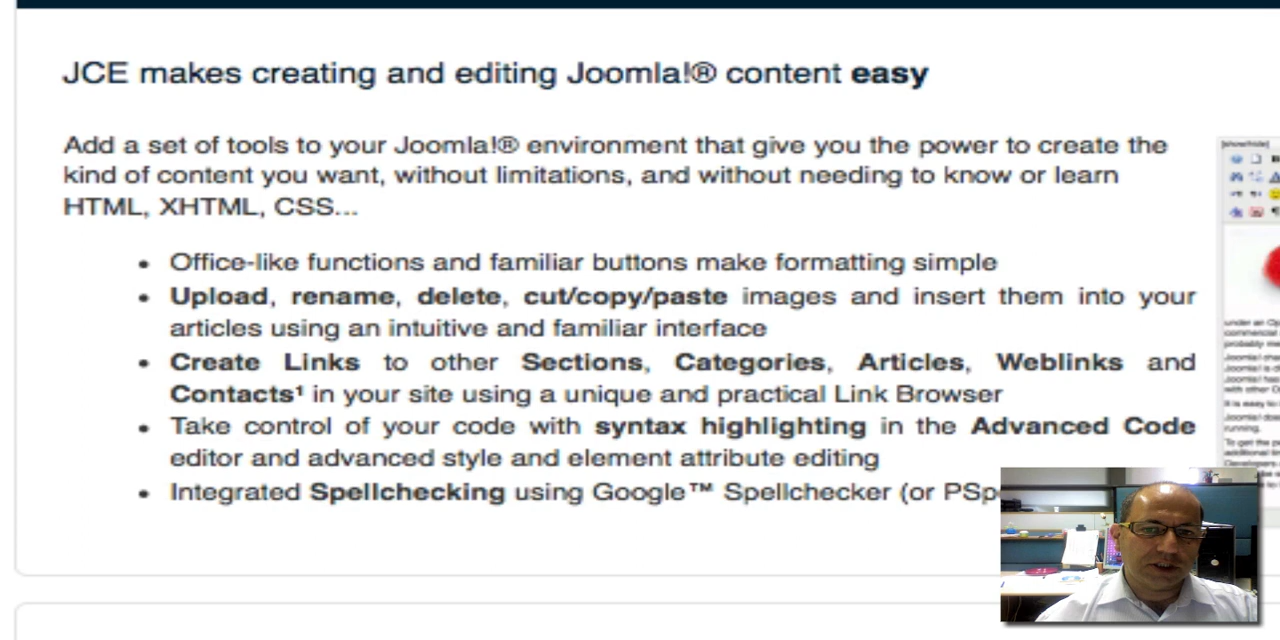 JCE makes creating and editing Joomla!® content easy
Add a set of tools to your Joomla!® environment that give you the power to create the
kind of content you want, without limitations, and without needing to know or learn
HTML, XHTML, CSS...
• Office-like functions and familiar buttons make formatting simple
• Upload, rename, delete, cut/copy/paste images and insert them into your
articles using an intuitive and familiar interface
• Create Links to other Sections, Categories, Articles, Weblinks and
Contacts¹ in your site using a unique and practical Link Browser
• Take control of your code with syntax highlighting in the Advanced Code
editor and advanced style and element attribute editing
• Integrated Spellchecking using Google™ Spellchecker (or PSp